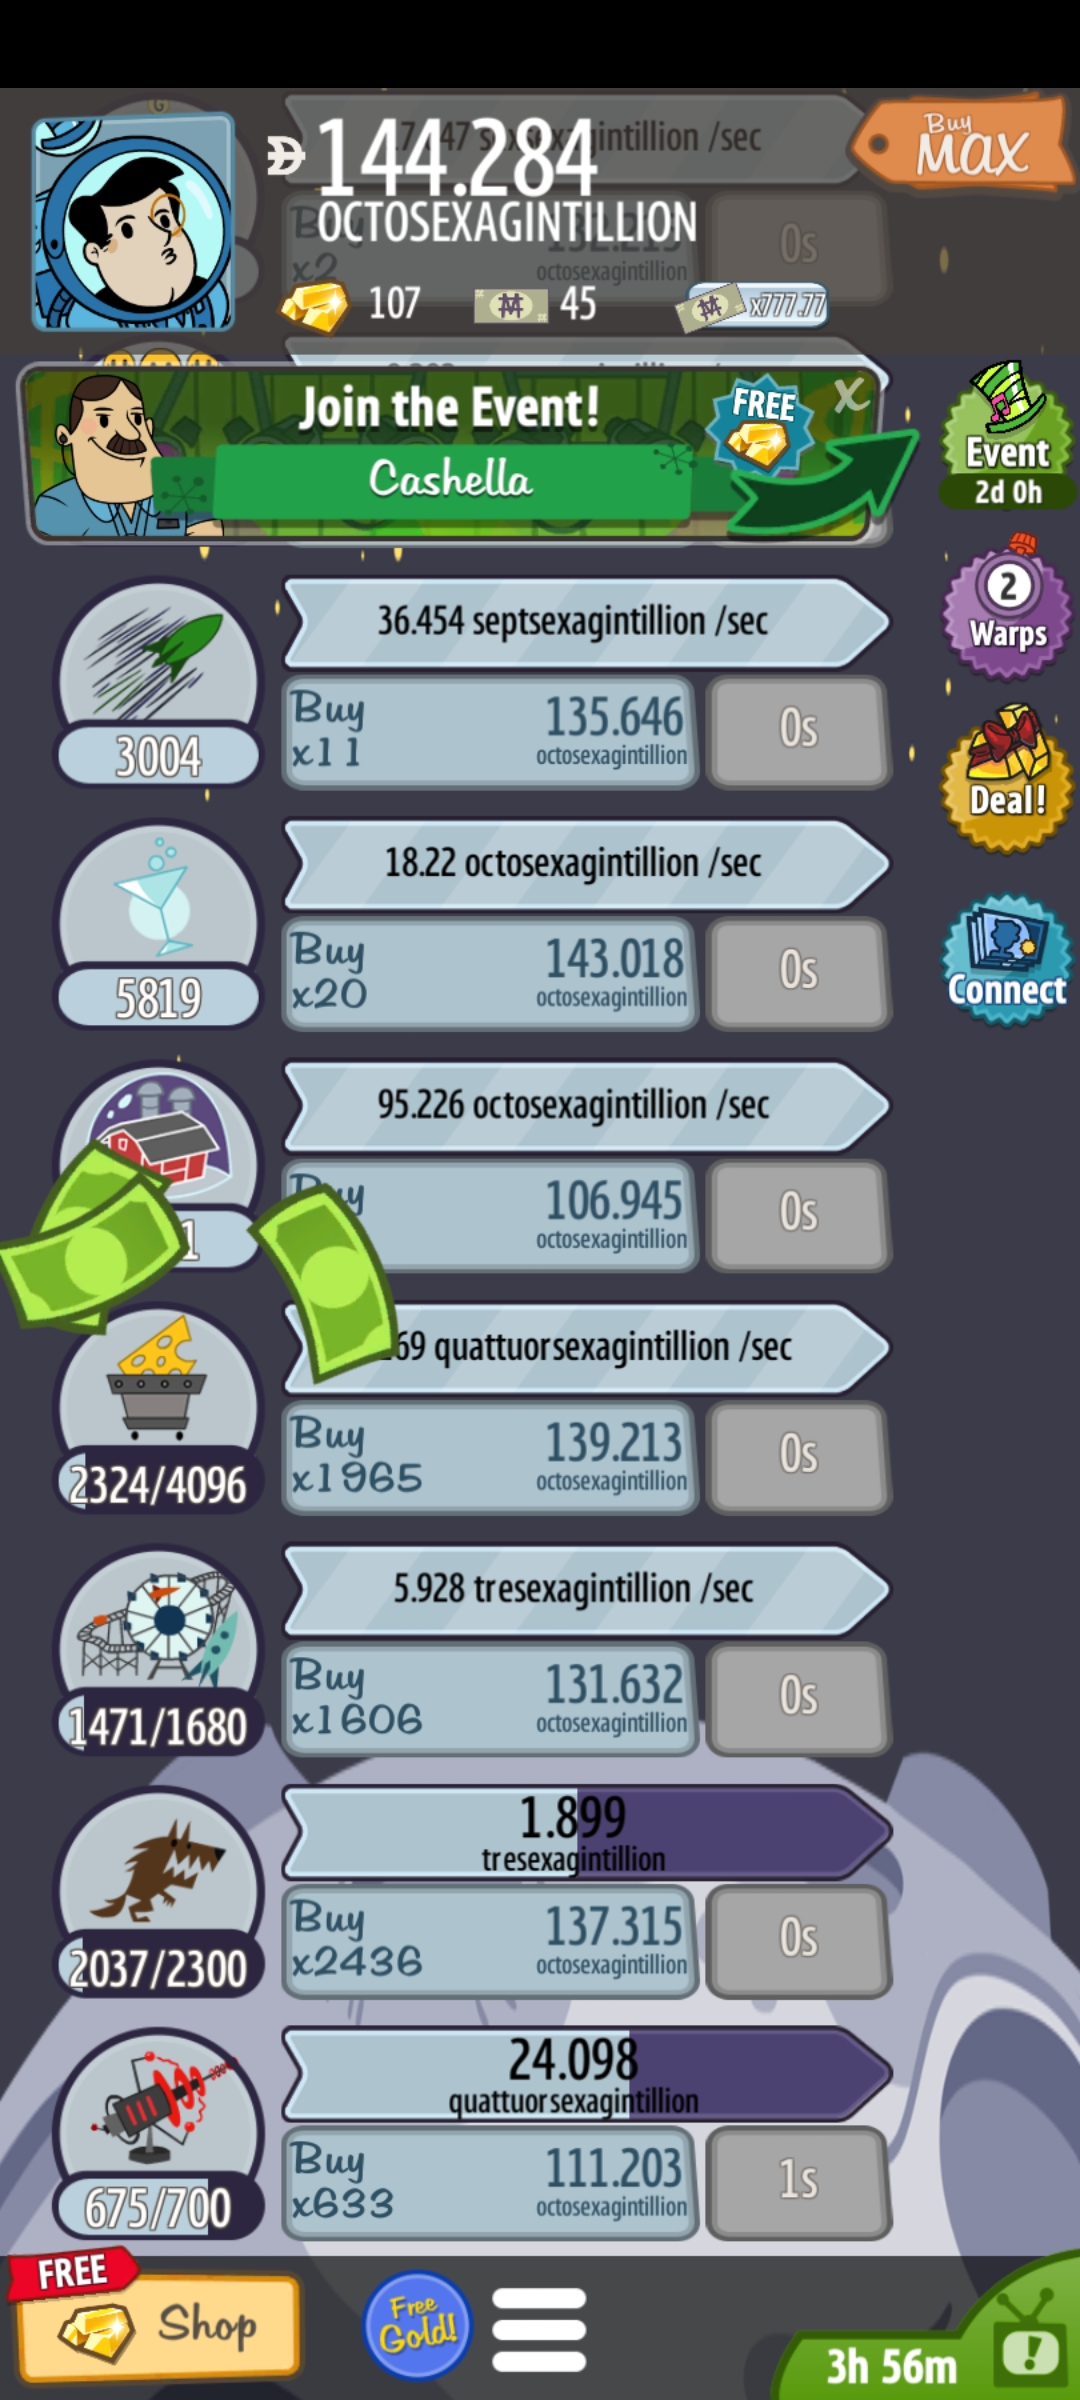 Buy
MAX
144.284
OCTOSEXAGINTILLION
/sec
Buy
x2
octosexagintillion
0s
107
45
x777.77
Join the Event!
FREE
X
Cashella
Event
2d 0h
36.454 septsexagintillion /sec
Buy
x11
135.646
octosexagintillion
0s
3004
2
Warps
Deal!
18.22 octosexagintillion /sec
Buy
x20
143.018
octosexagintillion
0s
5819
Connect
95.226 octosexagintillion /sec
106.945
octosexagintillion
0s
quattuorsexagintillion /sec
Buy
x1965
139.213
octosexagintillion
0s
2324/4096
5.928 tresexagintillion /sec
Buy
x1606
131.632
octosexagintillion
0s
1471/1680
1.899
tresexagintillion
Buy
x2436
137.315
octosexagintillion
0s
2037/2300
24.098
quattuorsexagintillion
Buy
x633
111.203
octosexagintillion
1s
675/700
FREE
Shop
Free
Gold!
3h 56m